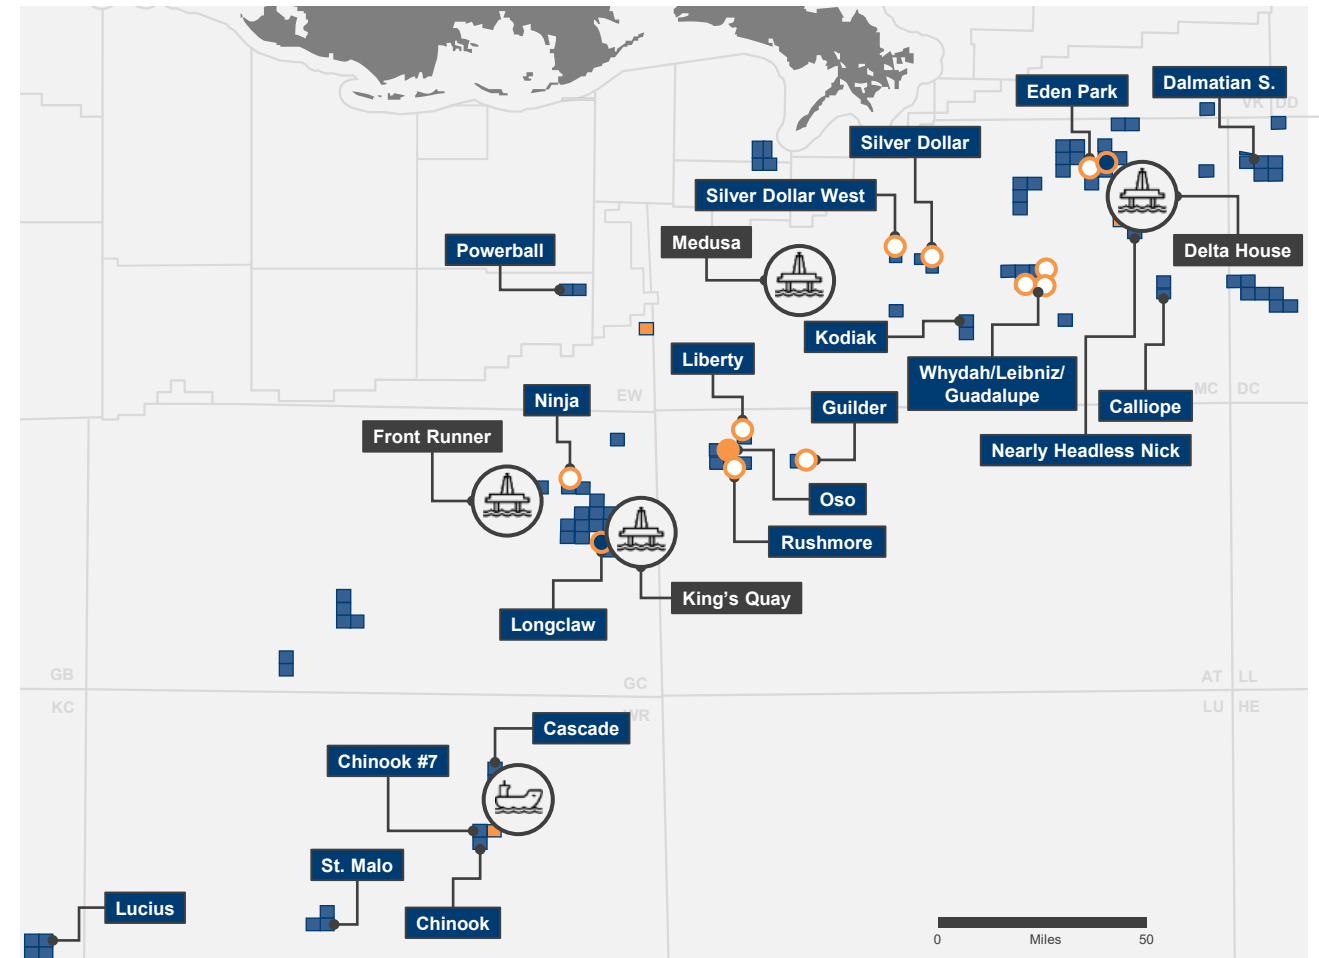 Eden Park
Dalmatian S.
VK
DD
Silver Dollar
Silver Dollar West
Medusa
Powerball
Delta House
Kodiak
Liberty
Whydah/Leibniz/
Guadalupe
MC
DC
EW
Ninja
Guilder
Calliope
Front Runner
Nearly Headless Nick
Oso
Rushmore
King’s Quay
Longclaw
GB
GC
AT
LL
KC
WR
LU
HE
Cascade
Chinook #7
St. Malo
Lucius
Chinook
0
Miles
50